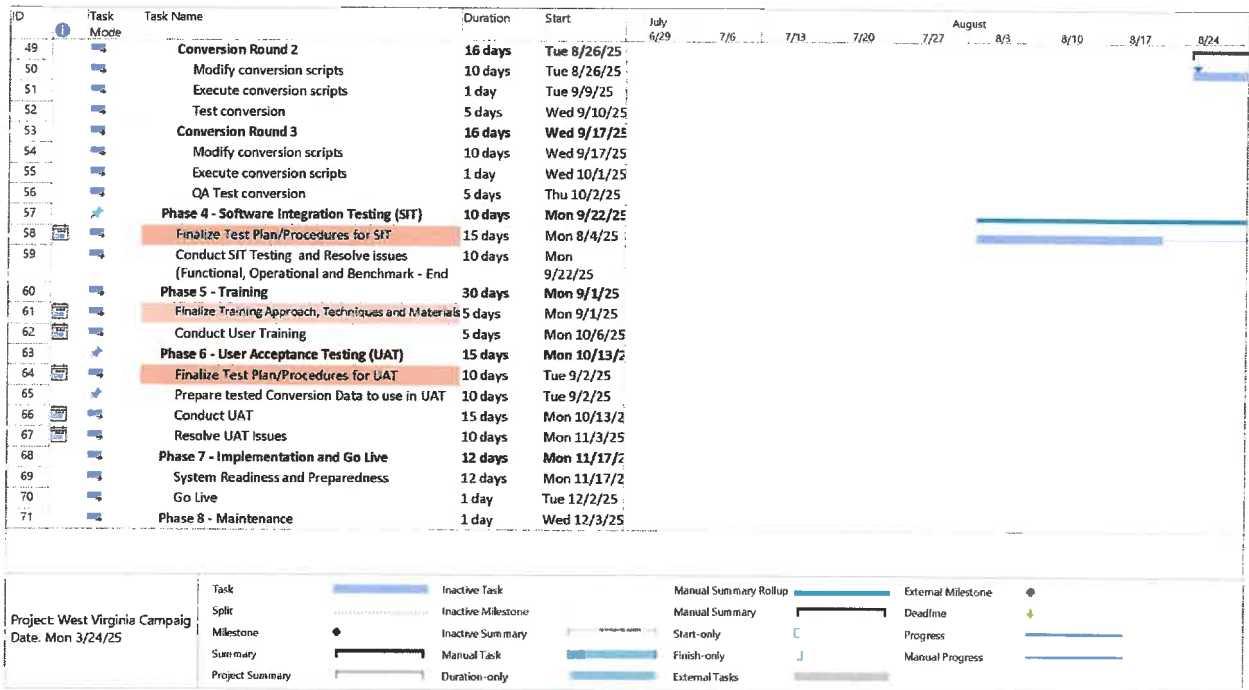 ID Task Mode Task Name Duration Start July August
6/29 7/6 7/13 7/20 7/27 8/3 8/10 8/17 8/24
49 Conversion Round 2 16 days Tue 8/26/25
50 Modify conversion scripts 10 days Tue 8/26/25
51 Execute conversion scripts 1 day Tue 9/9/25
52 Test conversion 5 days Wed 9/10/25
53 Conversion Round 3 16 days Wed 9/17/25
54 Modify conversion scripts 10 days Wed 9/17/25
55 Execute conversion scripts 1 day Wed 10/1/25
56 QA Test conversion 5 days Thu 10/2/25
57 Phase 4 - Software Integration Testing (SIT) 10 days Mon 9/22/25
58 Finalize Test Plan/Procedures for SIT 15 days Mon 8/4/25
59 Conduct SIT Testing and Resolve issues 10 days Mon
(Functional, Operational and Benchmark - End 9/22/25
60 Phase 5 - Training 30 days Mon 9/1/25
61 Finalize Training Approach, Techniques and Materials 5 days Mon 9/1/25
62 Conduct User Training 5 days Mon 10/6/25
63 Phase 6 - User Acceptance Testing (UAT) 15 days Mon 10/13/2
64 Finalize Test Plan/Procedures for UAT 10 days Tue 9/2/25
65 Prepare tested Conversion Data to use in UAT 10 days Tue 9/2/25
66 Conduct UAT 15 days Mon 10/13/2
67 Resolve UAT Issues 10 days Mon 11/3/25
68 Phase 7 - Implementation and Go Live 12 days Mon 11/17/2
69 System Readiness and Preparedness 12 days Mon 11/17/2
70 Go Live 1 day Tue 12/2/25
71 Phase 8 - Maintenance 1 day Wed 12/3/25
Project: West Virginia Campaig
Date: Mon 3/24/25
Task Inactive Task Manual Summary Rollup External Milestone
Split Inactive Milestone Manual Summary Deadline
Milestone Inactive Summary Start-only Progress
Summary Manual Task Finish-only Manual Progress
Project Summary Duration-only External Tasks